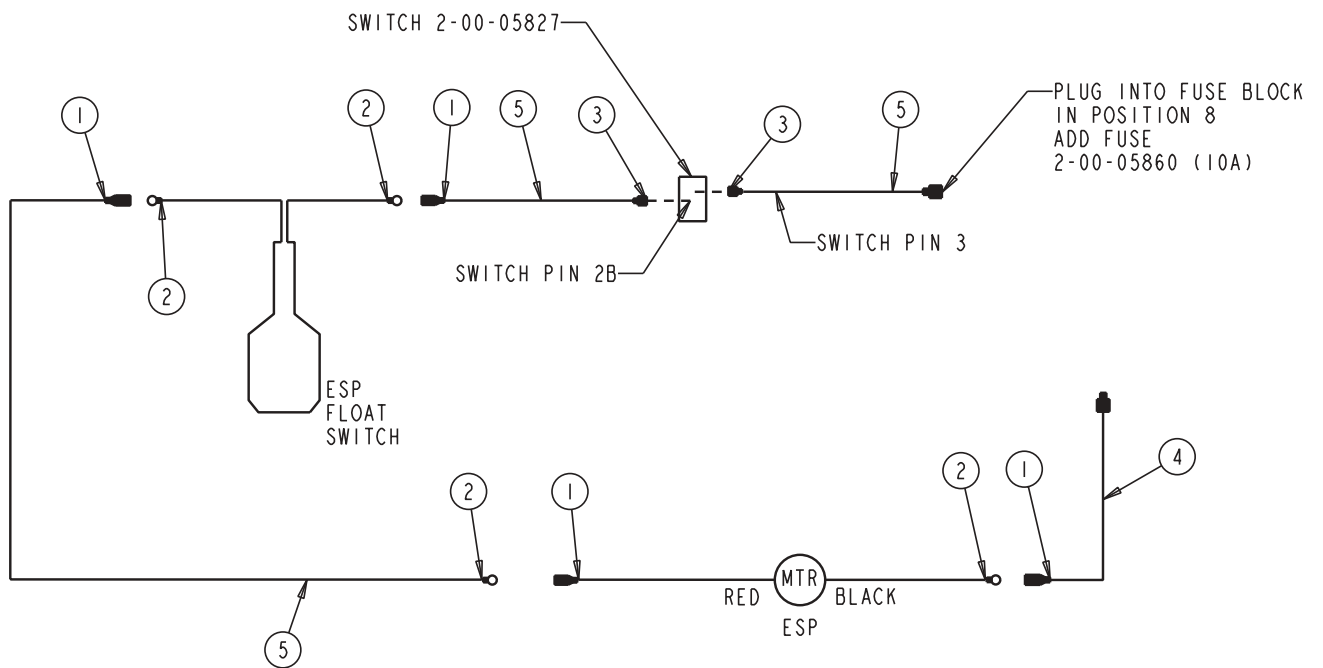 SWITCH 2-00-05827
1
2
1
5
3
3
5
PLUG INTO FUSE BLOCK
IN POSITION 8
ADD FUSE
2-00-05860 (10A)
SWITCH PIN 3
SWITCH PIN 2B
2
ESP
FLOAT
SWITCH
2
1
2
1
4
MTR
RED
BLACK
ESP
5